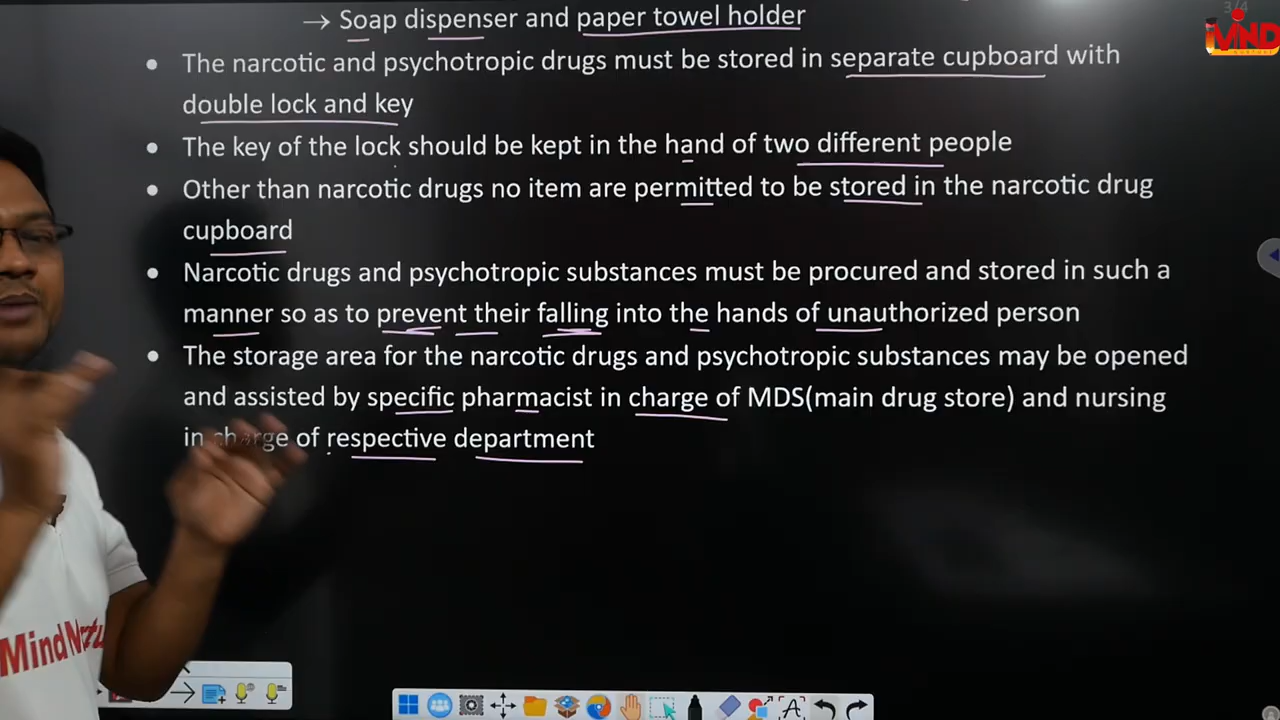 3/4
MIND
→ Soap dispenser and paper towel holder
• The narcotic and psychotropic drugs must be stored in separate cupboard with
double lock and key
• The key of the lock should be kept in the hand of two different people
• Other than narcotic drugs no item are permitted to be stored in the narcotic drug
cupboard
• Narcotic drugs and psychotropic substances must be procured and stored in such a
manner so as to prevent their falling into the hands of unauthorized person
• The storage area for the narcotic drugs and psychotropic substances may be opened
and assisted by specific pharmacist in charge of MDS(main drug store) and nursing
in charge of respective department
Mind
A